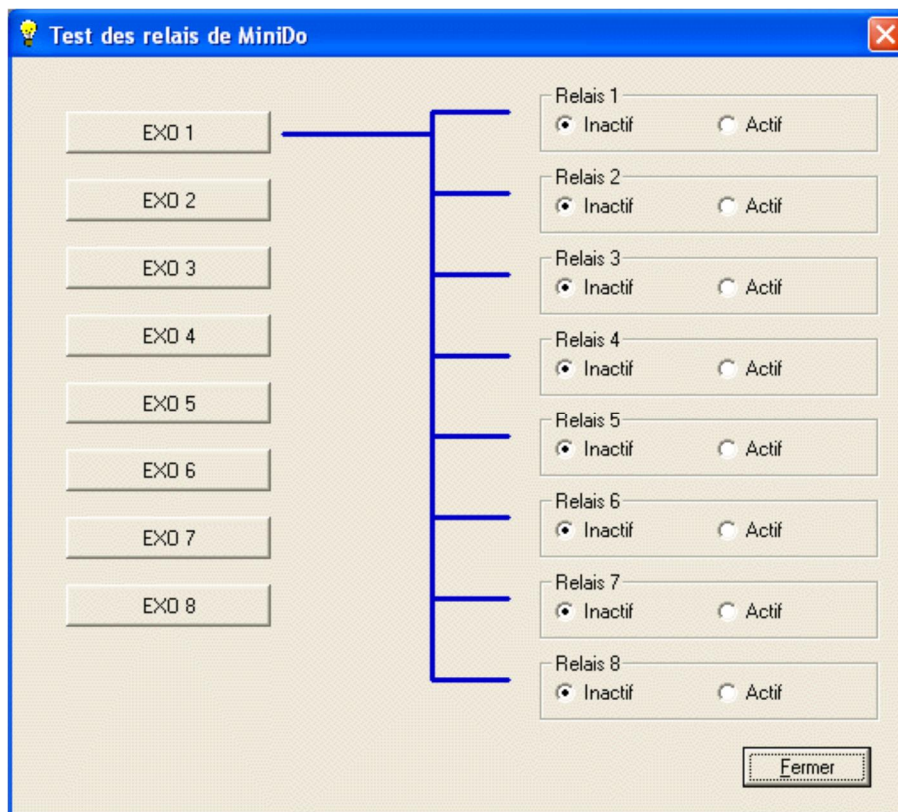 Test des relais de MiniDo
EXO 1
EXO 2
EXO 3
EXO 4
EXO 5
EXO 6
EXO 7
EXO 8
Relais 1
Inactif Actif
Relais 2
Inactif Actif
Relais 3
Inactif Actif
Relais 4
Inactif Actif
Relais 5
Inactif Actif
Relais 6
Inactif Actif
Relais 7
Inactif Actif
Relais 8
Inactif Actif
Fermer